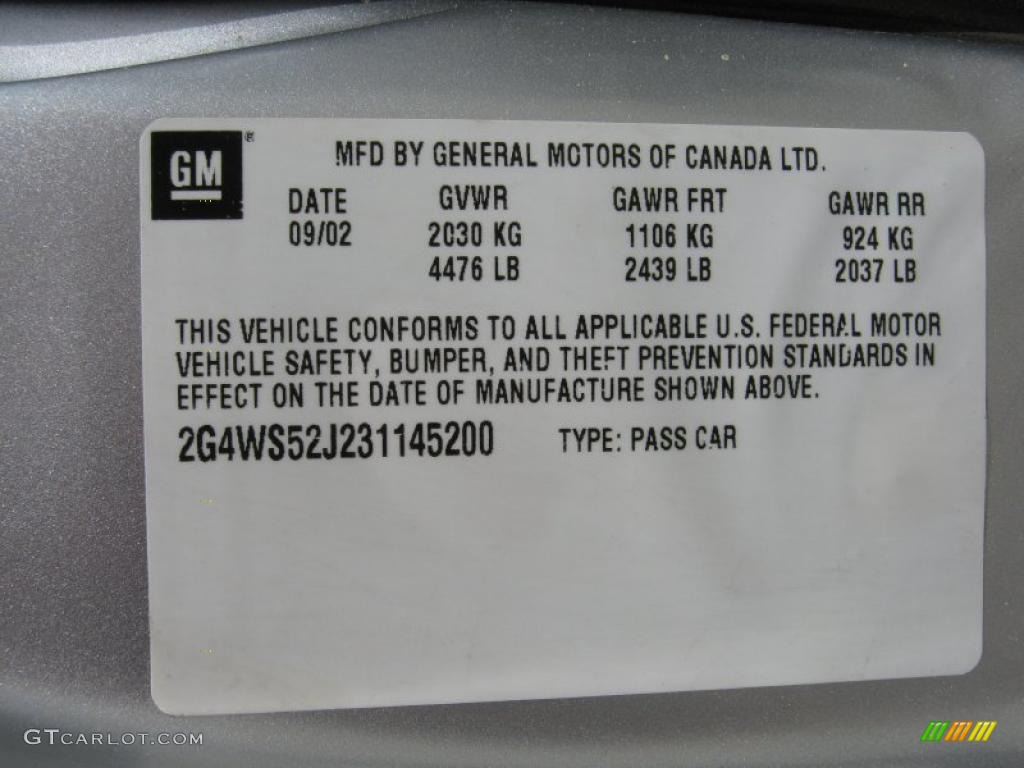 GM®
MFD BY GENERAL MOTORS OF CANADA LTD.
DATE GVWR GAWR FRT GAWR RR
09/02 2030 KG 1106 KG 924 KG
4476 LB 2439 LB 2037 LB
THIS VEHICLE CONFORMS TO ALL APPLICABLE U.S. FEDERAL MOTOR
VEHICLE SAFETY, BUMPER, AND THEFT PREVENTION STANDARDS IN
EFFECT ON THE DATE OF MANUFACTURE SHOWN ABOVE.
2G4WS52J231145200 TYPE: PASS CAR
GTCARLOT.COM